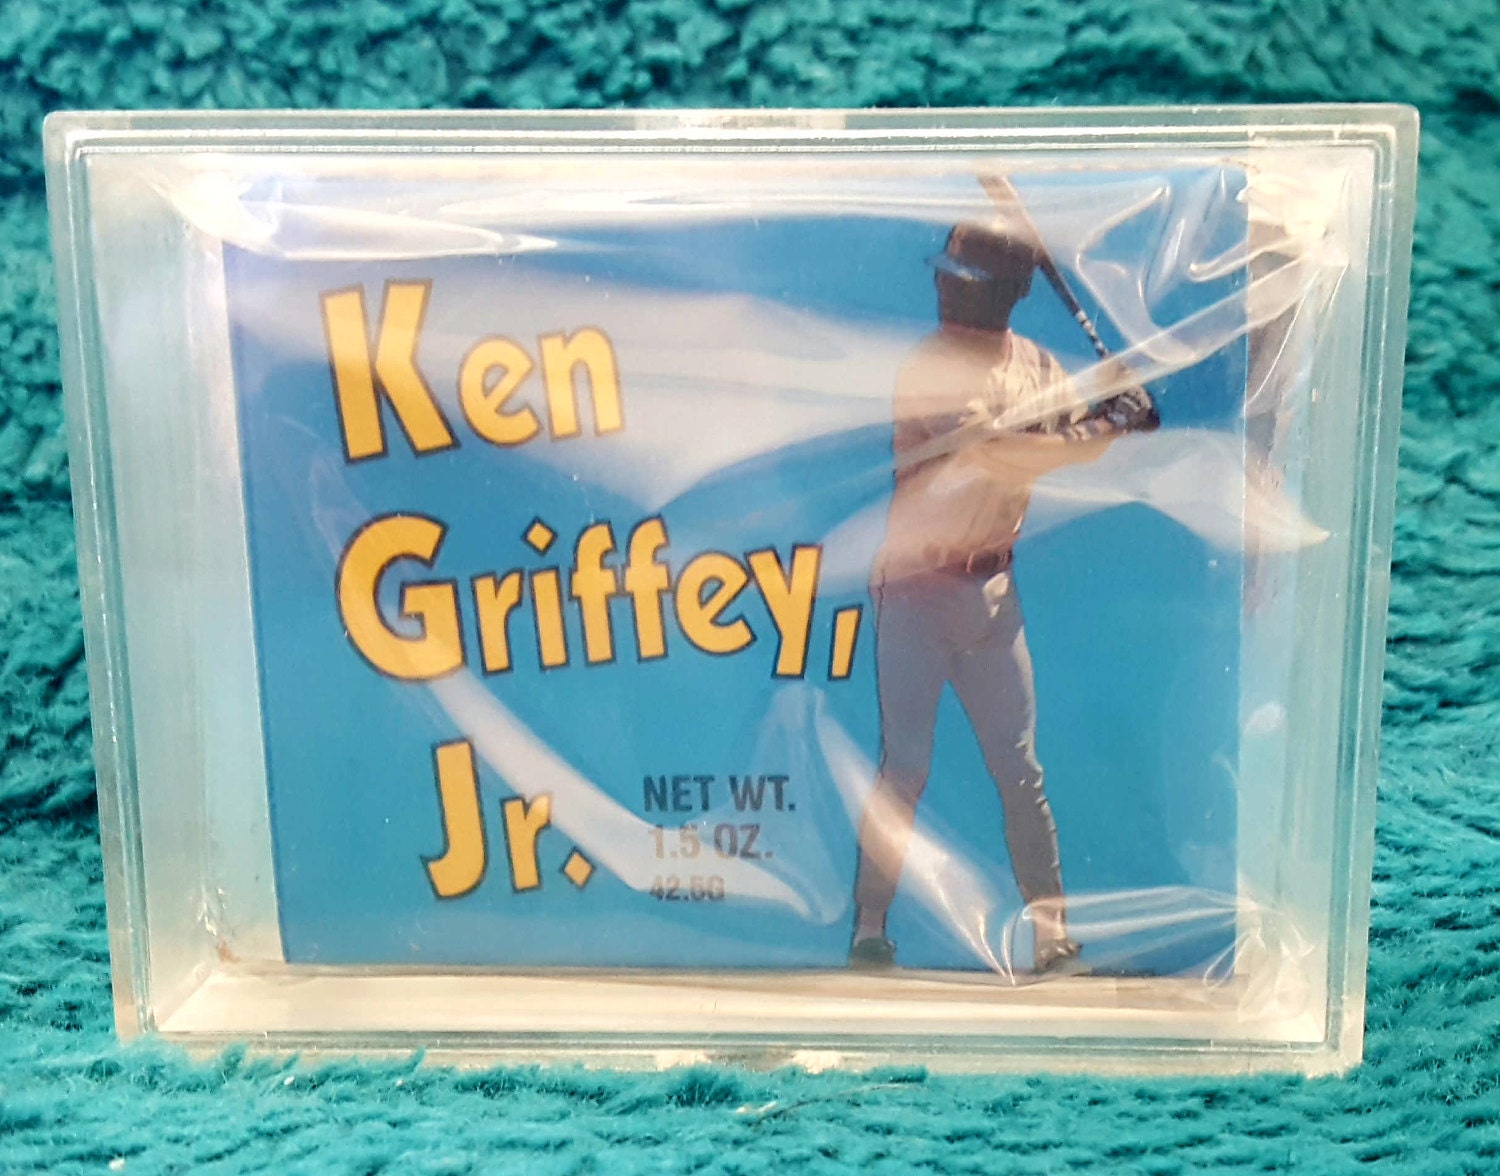 Ken
Griffey,
Jr.
NET WT.
1.5 OZ.
42.5G